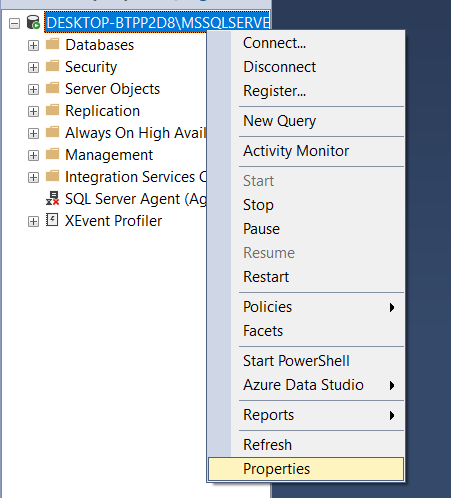 DESKTOP-BTPP2D8\MSSQLSERVE
Databases
Security
Server Objects
Replication
Always On High Avail
Management
Integration Services C
SQL Server Agent (Ag
XEvent Profiler
Connect...
Disconnect
Register...
New Query
Activity Monitor
Start
Stop
Pause
Resume
Restart
Policies
Facets
Start PowerShell
Azure Data Studio
Reports
Refresh
Properties